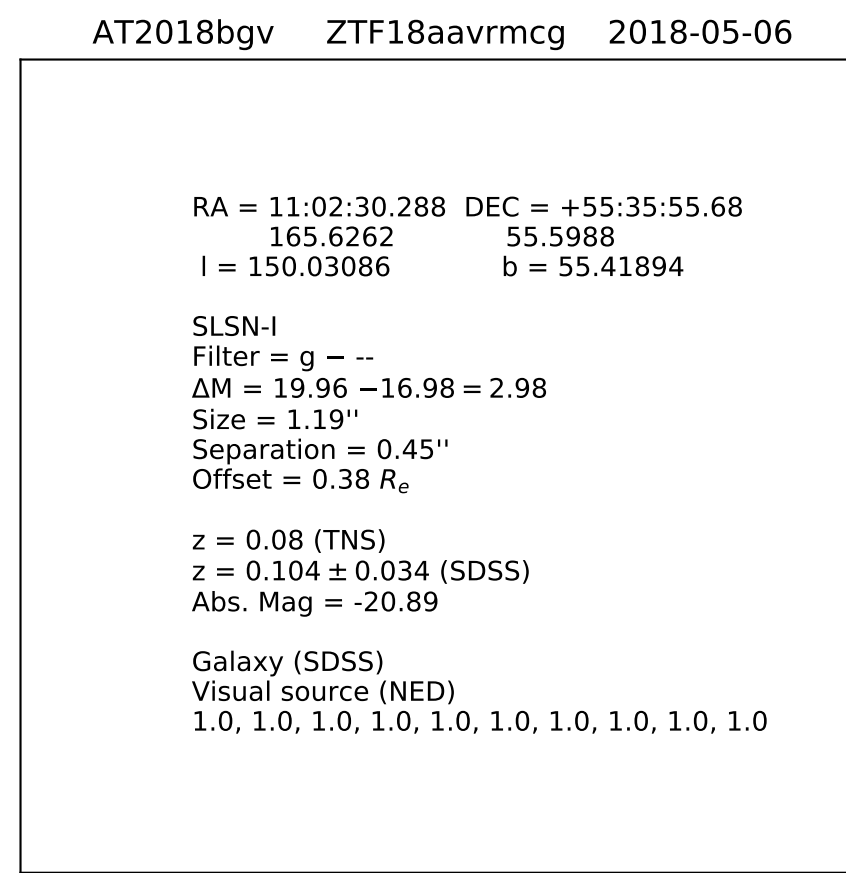 AT2018bgv ZTF18aavrmcg 2018-05-06
RA = 11:02:30.288 DEC = +55:35:55.68
165.6262 55.5988
l = 150.03086 b = 55.41894
SLSN-I
Filter = g − --
ΔM = 19.96 −16.98 = 2.98
Size = 1.19''
Separation = 0.45''
Offset = 0.38 Re
z = 0.08 (TNS)
z = 0.104 ± 0.034 (SDSS)
Abs. Mag = -20.89
Galaxy (SDSS)
Visual source (NED)
1.0, 1.0, 1.0, 1.0, 1.0, 1.0, 1.0, 1.0, 1.0, 1.0